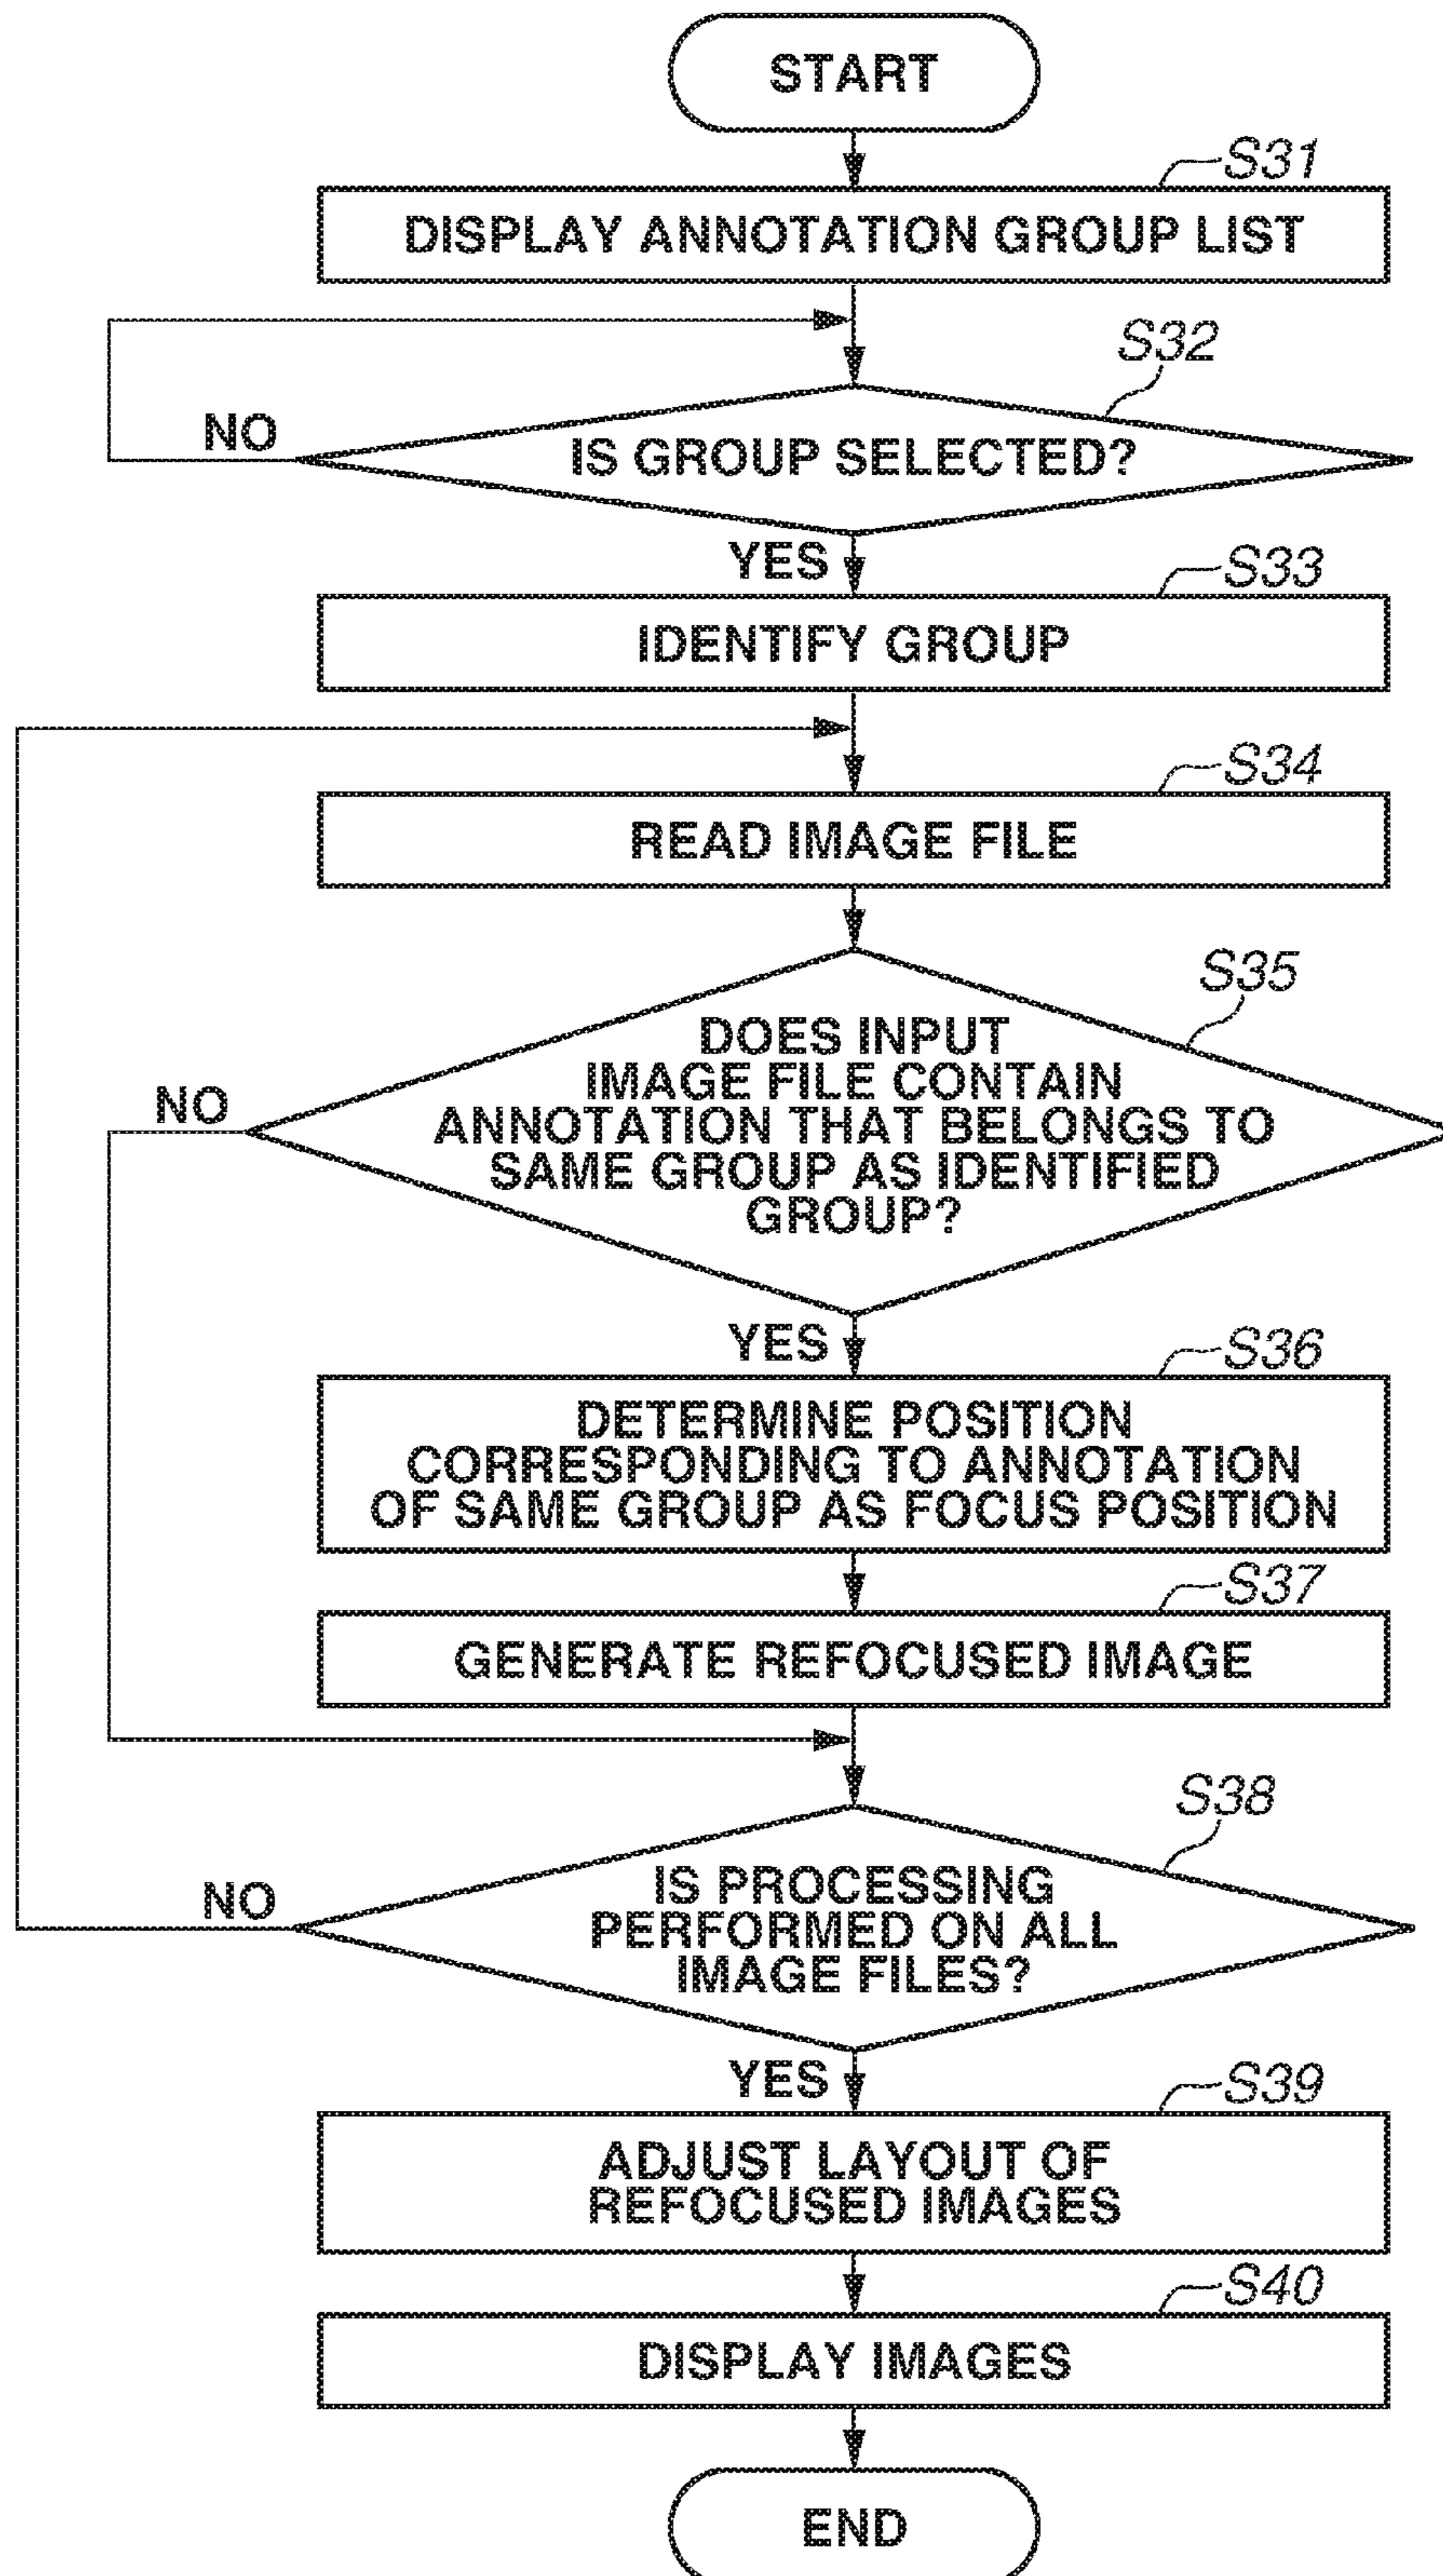 START
S31
DISPLAY ANNOTATION GROUP LIST
S32
NO
IS GROUP SELECTED?
YES
S33
IDENTIFY GROUP
S34
READ IMAGE FILE
S35
NO
DOES INPUT
IMAGE FILE CONTAIN
ANNOTATION THAT BELONGS TO
SAME GROUP AS IDENTIFIED
GROUP?
YES
S36
DETERMINE POSITION
CORRESPONDING TO ANNOTATION
OF SAME GROUP AS FOCUS POSITION
S37
GENERATE REFOCUSED IMAGE
S38
NO
IS PROCESSING
PERFORMED ON ALL
IMAGE FILES?
YES
S39
ADJUST LAYOUT OF
REFOCUSED IMAGES
S40
DISPLAY IMAGES
END